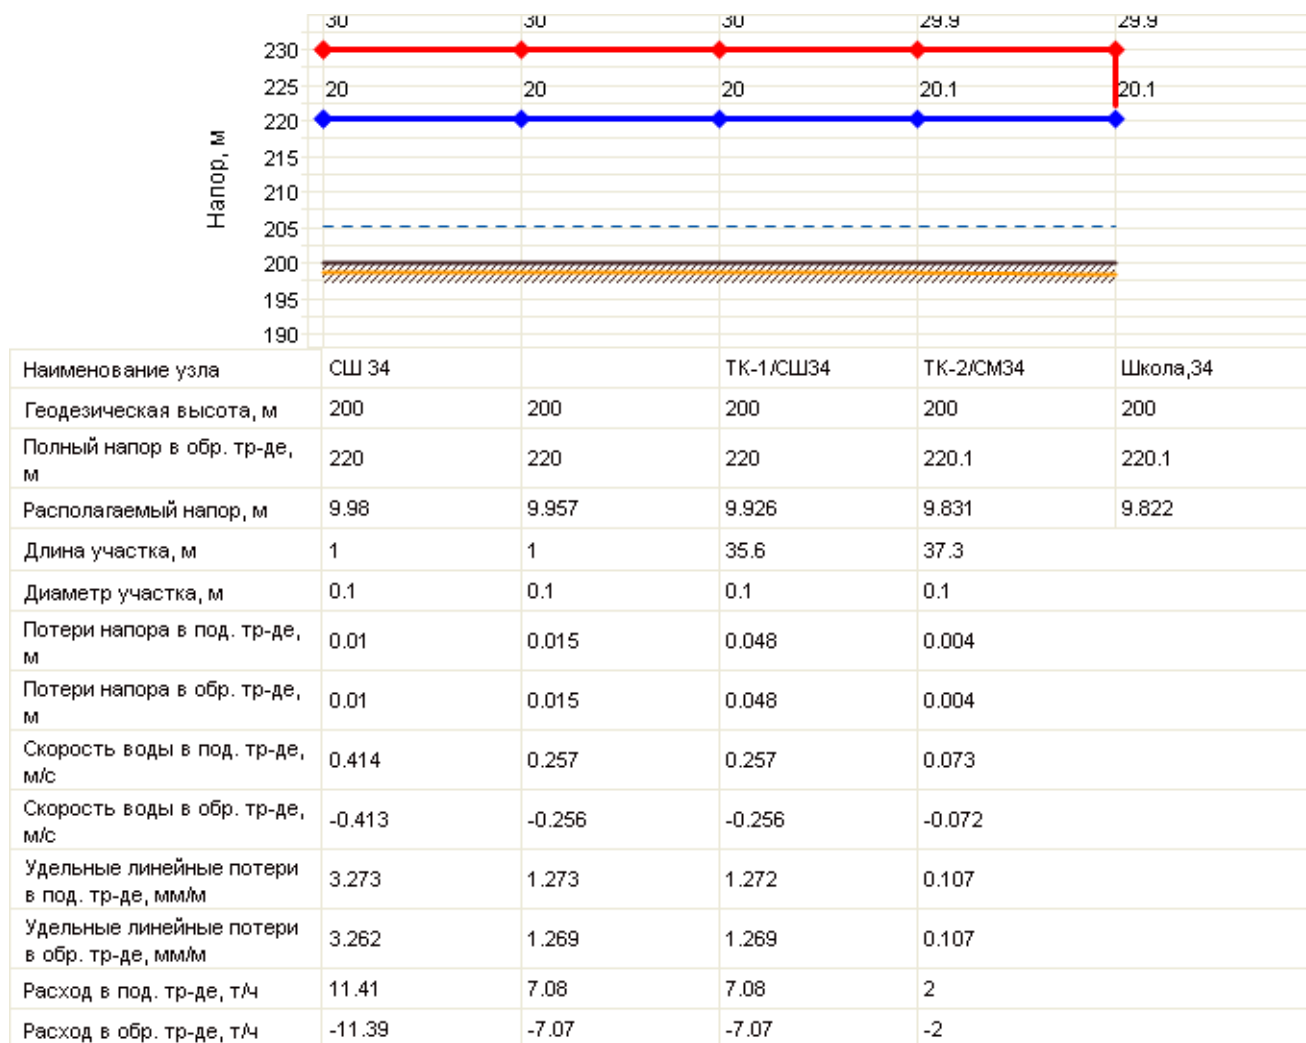 30 30 30 29.9 29.9
230
225 20 20 20 20.1 20.1
220
215
210
205
200
195
190
Напор, м
Наименование узла СШ 34 ТК-1/СШ34 ТК-2/СМ34 Школа,34
Геодезическая высота, м 200 200 200 200 200
Полный напор в обр. тр-де,
м 220 220 220 220.1 220.1
Располагаемый напор, м 9.98 9.957 9.926 9.831 9.822
Длина участка, м 1 1 35.6 37.3
Диаметр участка, м 0.1 0.1 0.1 0.1
Потери напора в под. тр-де,
м 0.01 0.015 0.048 0.004
Потери напора в обр. тр-де,
м 0.01 0.015 0.048 0.004
Скорость воды в под. тр-де,
м/с 0.414 0.257 0.257 0.073
Скорость воды в обр. тр-де,
м/с -0.413 -0.256 -0.256 -0.072
Удельные линейные потери
в под. тр-де, мм/м 3.273 1.273 1.272 0.107
Удельные линейные потери
в обр. тр-де, мм/м 3.262 1.269 1.269 0.107
Расход в под. тр-де, т/ч 11.41 7.08 7.08 2
Расход в обр. тр-де, т/ч -11.39 -7.07 -7.07 -2